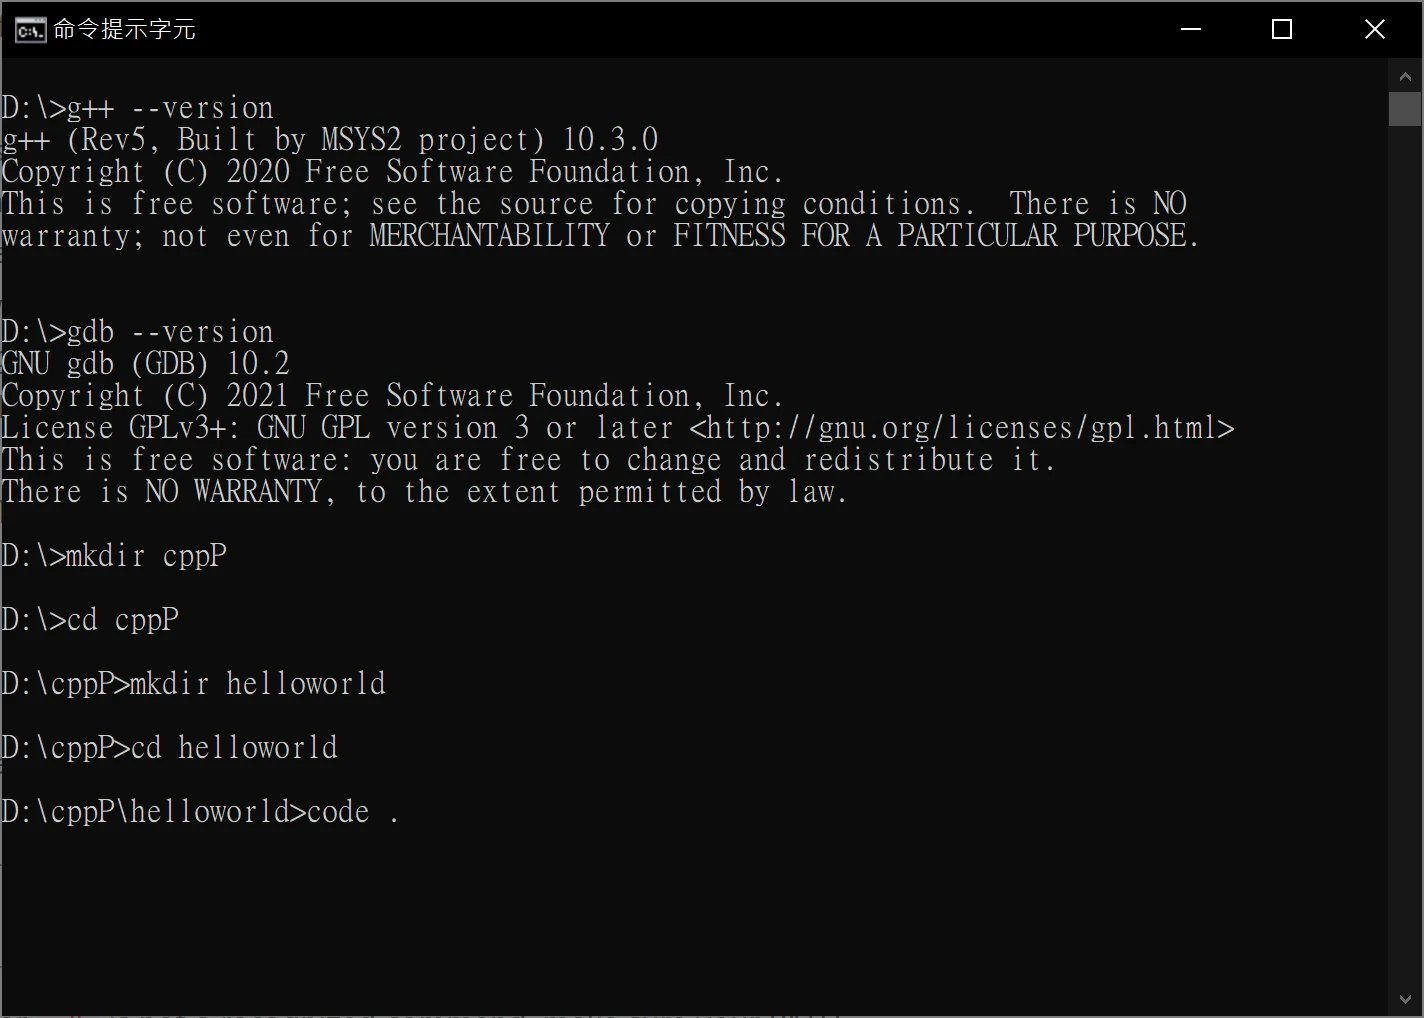 命令提示字元
D:\>g++ --version
g++ (Rev5, Built by MSYS2 project) 10.3.0
Copyright (C) 2020 Free Software Foundation, Inc.
This is free software; see the source for copying conditions.  There is NO
warranty; not even for MERCHANTABILITY or FITNESS FOR A PARTICULAR PURPOSE.
D:\>gdb --version
GNU gdb (GDB) 10.2
Copyright (C) 2021 Free Software Foundation, Inc.
License GPLv3+: GNU GPL version 3 or later <http://gnu.org/licenses/gpl.html>
This is free software: you are free to change and redistribute it.
There is NO WARRANTY, to the extent permitted by law.
D:\>mkdir cppP
D:\>cd cppP
D:\cppP>mkdir helloworld
D:\cppP>cd helloworld
D:\cppP\helloworld>code .